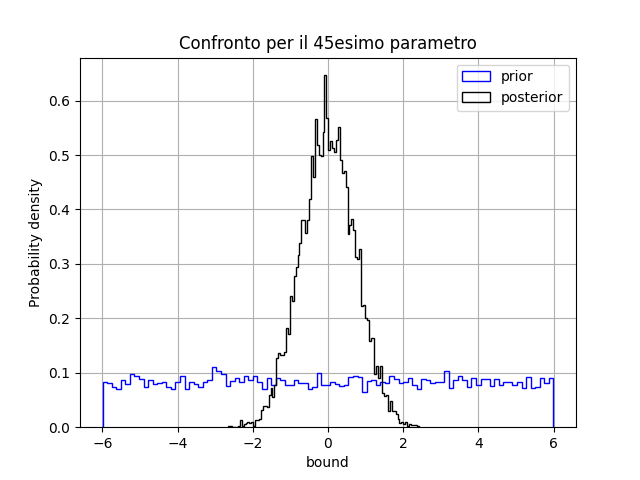 Confronto per il 45esimo parametro
prior
posterior
Probability density
0.6
0.5
0.4
0.3
0.2
0.1
0.0
−6 −4 −2 0 2 4 6
bound